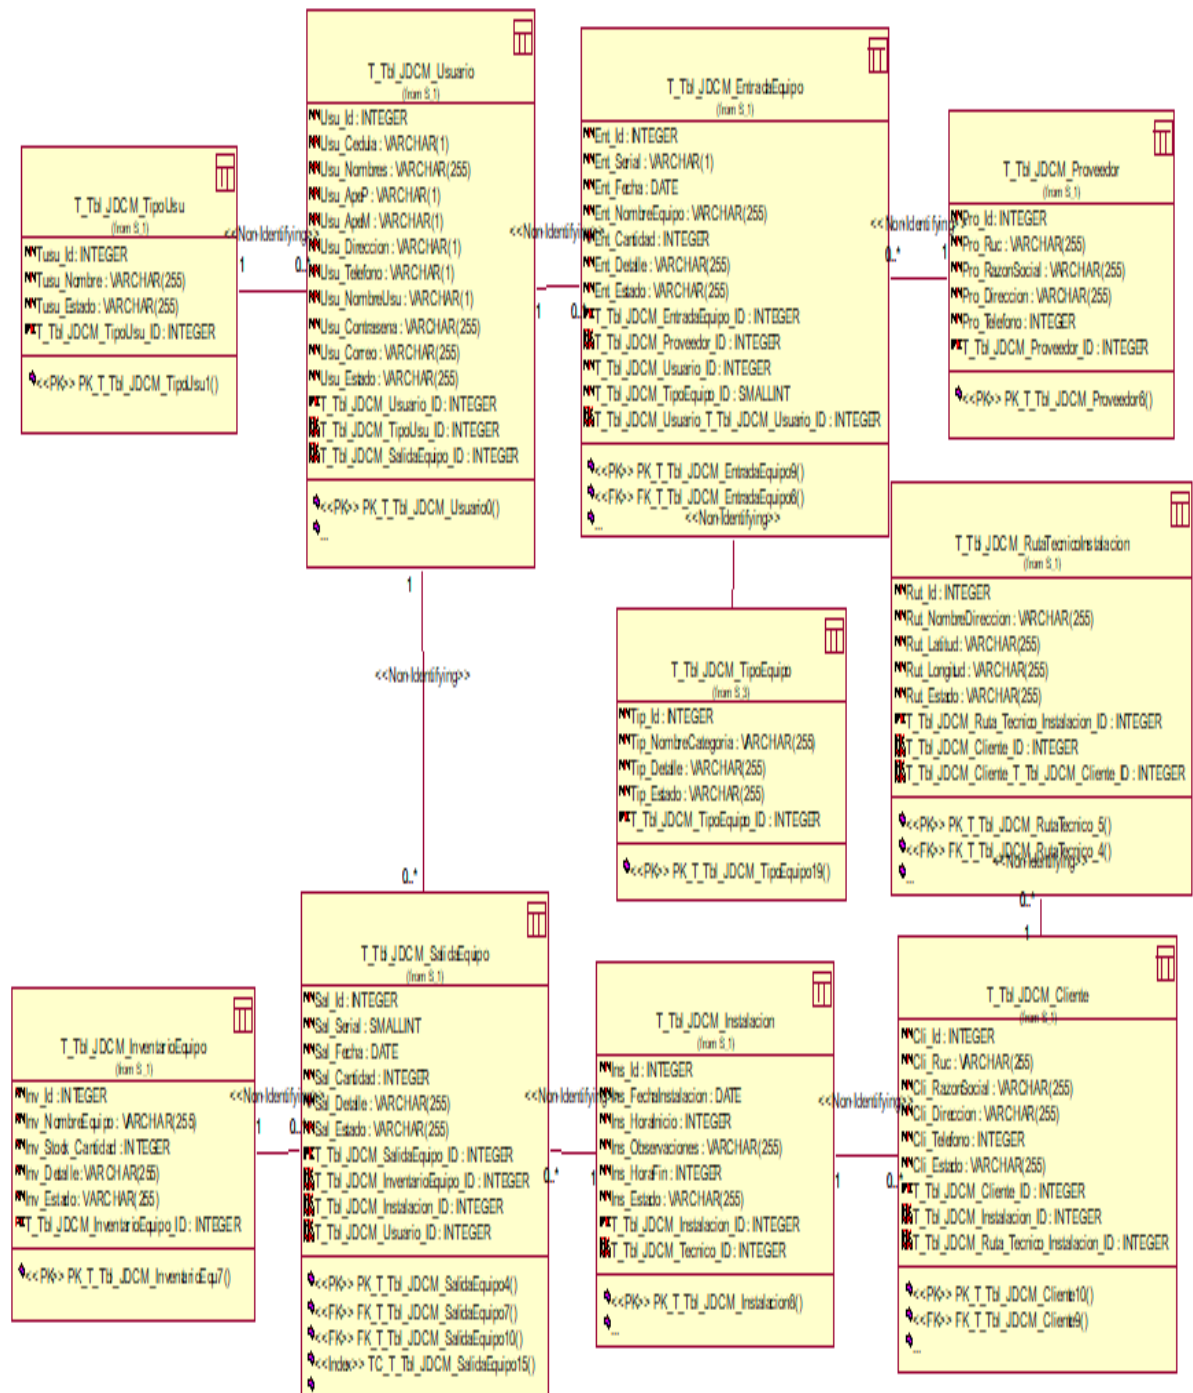 T_Tbl_JDCM_TipoUsu
(from S_1)
Tusu_Id : INTEGER
Tusu_Nombre : VARCHAR(255)
Tusu_Estado : VARCHAR(255)
T_Tbl_JDCM_TipoUsu_ID : INTEGER
<<PK>> PK_T_Tbl_JDCM_TipoUsu1()
<<Non-Identifying>>
1
0..*
T_Tbl_JDCM_Usuario
(from S_1)
Usu_Id : INTEGER
Usu_Cedula : VARCHAR(1)
Usu_Nombres : VARCHAR(255)
Usu_ApeP : VARCHAR(1)
Usu_ApeM : VARCHAR(1)
Usu_Direccion : VARCHAR(1)
Usu_Telefono : VARCHAR(1)
Usu_NombreUsu : VARCHAR(1)
Usu_Contrasena : VARCHAR(255)
Usu_Correo : VARCHAR(255)
Usu_Estado : VARCHAR(255)
T_Tbl_JDCM_Usuario_ID : INTEGER
T_Tbl_JDCM_TipoUsu_ID : INTEGER
T_Tbl_JDCM_SalidaEquipo_ID : INTEGER
<<PK>> PK_T_Tbl_JDCM_Usuario0()
...
<<Non-Identifying>>
1
0..*
T_Tbl_JDCM_EntradaEquipo
(from S_1)
Ent_Id : INTEGER
Ent_Serial : VARCHAR(1)
Ent_Fecha : DATE
Ent_NombreEquipo : VARCHAR(255)
Ent_Cantidad : INTEGER
Ent_Detalle : VARCHAR(255)
Ent_Estado : VARCHAR(255)
T_Tbl_JDCM_EntradaEquipo_ID : INTEGER
T_Tbl_JDCM_Proveedor_ID : INTEGER
T_Tbl_JDCM_Usuario_ID : INTEGER
T_Tbl_JDCM_TipoEquipo_ID : SMALLINT
T_Tbl_JDCM_Usuario_T_Tbl_JDCM_Usuario_ID : INTEGER
<<PK>> PK_T_Tbl_JDCM_EntradaEquipo9()
<<FK>> FK_T_Tbl_JDCM_EntradaEquipo6()
...
<<Non-Identifying>>
<<Non-Identifying>>
0..*
1
T_Tbl_JDCM_Proveedor
(from S_1)
Pro_Id : INTEGER
Pro_Ruc : VARCHAR(255)
Pro_RazonSocial : VARCHAR(255)
Pro_Direccion : VARCHAR(255)
Pro_Telefono : INTEGER
T_Tbl_JDCM_Proveedor_ID : INTEGER
<<PK>> PK_T_Tbl_JDCM_Proveedor6()
T_Tbl_JDCM_RutaTecnicoInstalacion
(from S_1)
Rut_Id : INTEGER
Rut_NombreDireccion : VARCHAR(255)
Rut_Latitud : VARCHAR(255)
Rut_Longitud : VARCHAR(255)
Rut_Estado : VARCHAR(255)
T_Tbl_JDCM_Ruta_Tecnico_Instalacion_ID : INTEGER
T_Tbl_JDCM_Cliente_ID : INTEGER
T_Tbl_JDCM_Cliente_T_Tbl_JDCM_Cliente_ID : INTEGER
<<PK>> PK_T_Tbl_JDCM_RutaTecnico_5()
<<FK>> FK_T_Tbl_JDCM_RutaTecnico_4()
<<Non-Identifying>>
...
0..*
1
T_Tbl_JDCM_TipoEquipo
(from S_3)
Tip_Id : INTEGER
Tip_NombreCategoria : VARCHAR(255)
Tip_Detalle : VARCHAR(255)
Tip_Estado : VARCHAR(255)
T_Tbl_JDCM_TipoEquipo_ID : INTEGER
<<PK>> PK_T_Tbl_JDCM_TipoEquipo19()
1
<<Non-Identifying>>
0..*
T_Tbl_JDCM_InventarioEquipo
(from S_1)
Inv_Id : INTEGER
Inv_NombreEquipo : VARCHAR(255)
Inv_Stock_Cantidad : INTEGER
Inv_Detalle : VARCHAR(255)
Inv_Estado : VARCHAR(255)
T_Tbl_JDCM_InventarioEquipo_ID : INTEGER
<<PK>> PK_T_Tbl_JDCM_InventarioEqu7()
<<Non-Identifying>>
1
0..*
T_Tbl_JDCM_SalidaEquipo
(from S_1)
Sal_Id : INTEGER
Sal_Serial : SMALLINT
Sal_Fecha : DATE
Sal_Cantidad : INTEGER
Sal_Detalle : VARCHAR(255)
Sal_Estado : VARCHAR(255)
T_Tbl_JDCM_SalidaEquipo_ID : INTEGER
T_Tbl_JDCM_InventarioEquipo_ID : INTEGER
T_Tbl_JDCM_Instalacion_ID : INTEGER
T_Tbl_JDCM_Usuario_ID : INTEGER
<<PK>> PK_T_Tbl_JDCM_SalidaEquipo4()
<<FK>> FK_T_Tbl_JDCM_SalidaEquipo7()
<<FK>> FK_T_Tbl_JDCM_SalidaEquipo10()
<<Index>> TC_T_Tbl_JDCM_SalidaEquipo15()
<<Non-Identifying>>
0..*
1
T_Tbl_JDCM_Instalacion
(from S_1)
Ins_Id : INTEGER
Ins_FechaInstalacion : DATE
Ins_HoraInicio : INTEGER
Ins_Observaciones : VARCHAR(255)
Ins_HoraFin : INTEGER
Ins_Estado : VARCHAR(255)
T_Tbl_JDCM_Instalacion_ID : INTEGER
T_Tbl_JDCM_Tecnico_ID : INTEGER
<<PK>> PK_T_Tbl_JDCM_Instalacion8()
...
<<Non-Identifying>>
1
0..*
T_Tbl_JDCM_Cliente
(from S_1)
Cli_Id : INTEGER
Cli_Ruc : VARCHAR(255)
Cli_RazonSocial : VARCHAR(255)
Cli_Direccion : VARCHAR(255)
Cli_Telefono : INTEGER
Cli_Estado : VARCHAR(255)
T_Tbl_JDCM_Cliente_ID : INTEGER
T_Tbl_JDCM_Instalacion_ID : INTEGER
T_Tbl_JDCM_Ruta_Tecnico_Instalacion_ID : INTEGER
<<PK>> PK_T_Tbl_JDCM_Cliente10()
<<FK>> FK_T_Tbl_JDCM_Cliente9()
...